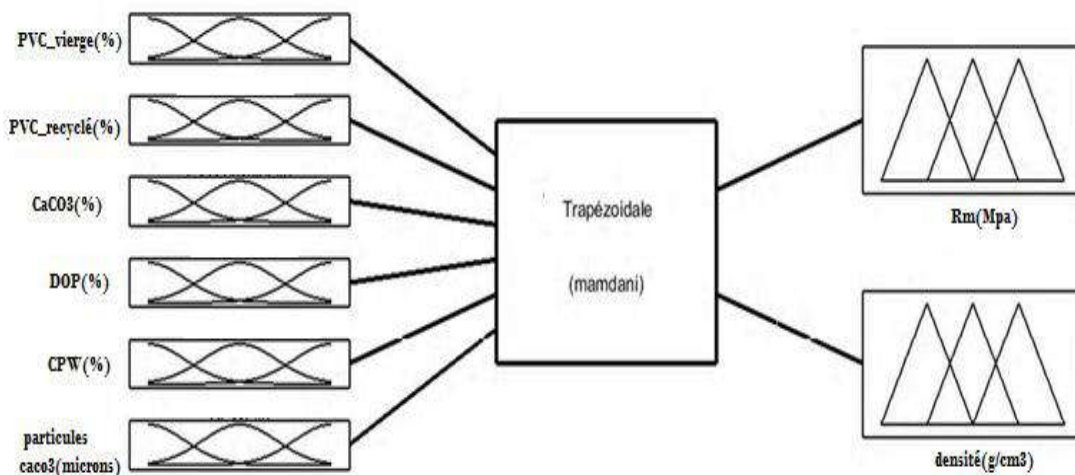 PVC_vierge(%)
PVC_recyclé(%)
CaCO3(%)
DOP(%)
CPW(%)
particules
caco3(microns)
Trapézoidale
(mamdani)
Rm(Mpa)
densité(g/cm3)